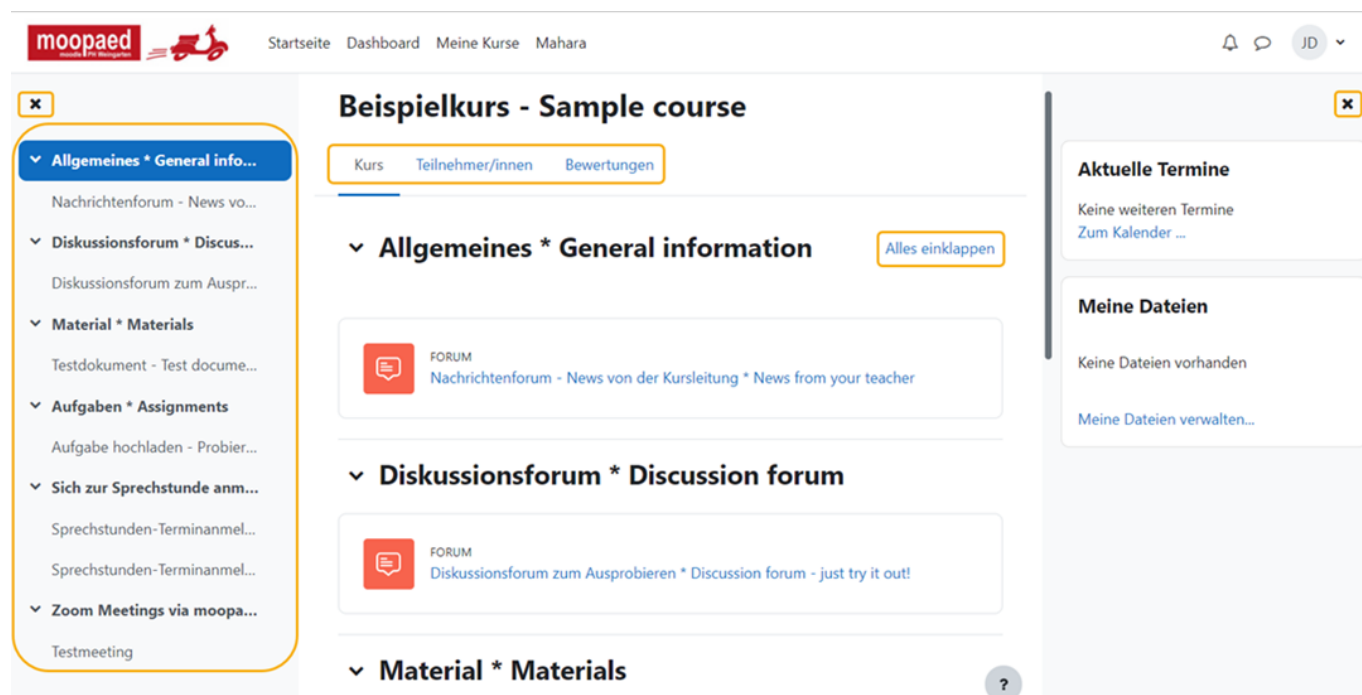 moopaed
moodle PH Weingarten
Startseite Dashboard Meine Kurse Mahara
JD
Allgemeines * General info...
Nachrichtenforum - News vo...
Diskussionsforum * Discus...
Diskussionsforum zum Auspr...
Material * Materials
Testdokument - Test docume...
Aufgaben * Assignments
Aufgabe hochladen - Probier...
Sich zur Sprechstunde anm...
Sprechstunden-Terminanmel...
Sprechstunden-Terminanmel...
Zoom Meetings via moopa...
Testmeeting
Beispielkurs - Sample course
Kurs Teilnehmer/innen Bewertungen
Allgemeines * General information
Alles einklappen
FORUM
Nachrichtenforum - News von der Kursleitung * News from your teacher
Diskussionsforum * Discussion forum
FORUM
Diskussionsforum zum Ausprobieren * Discussion forum - just try it out!
Material * Materials
?
Aktuelle Termine
Keine weiteren Termine
Zum Kalender ...
Meine Dateien
Keine Dateien vorhanden
Meine Dateien verwalten...